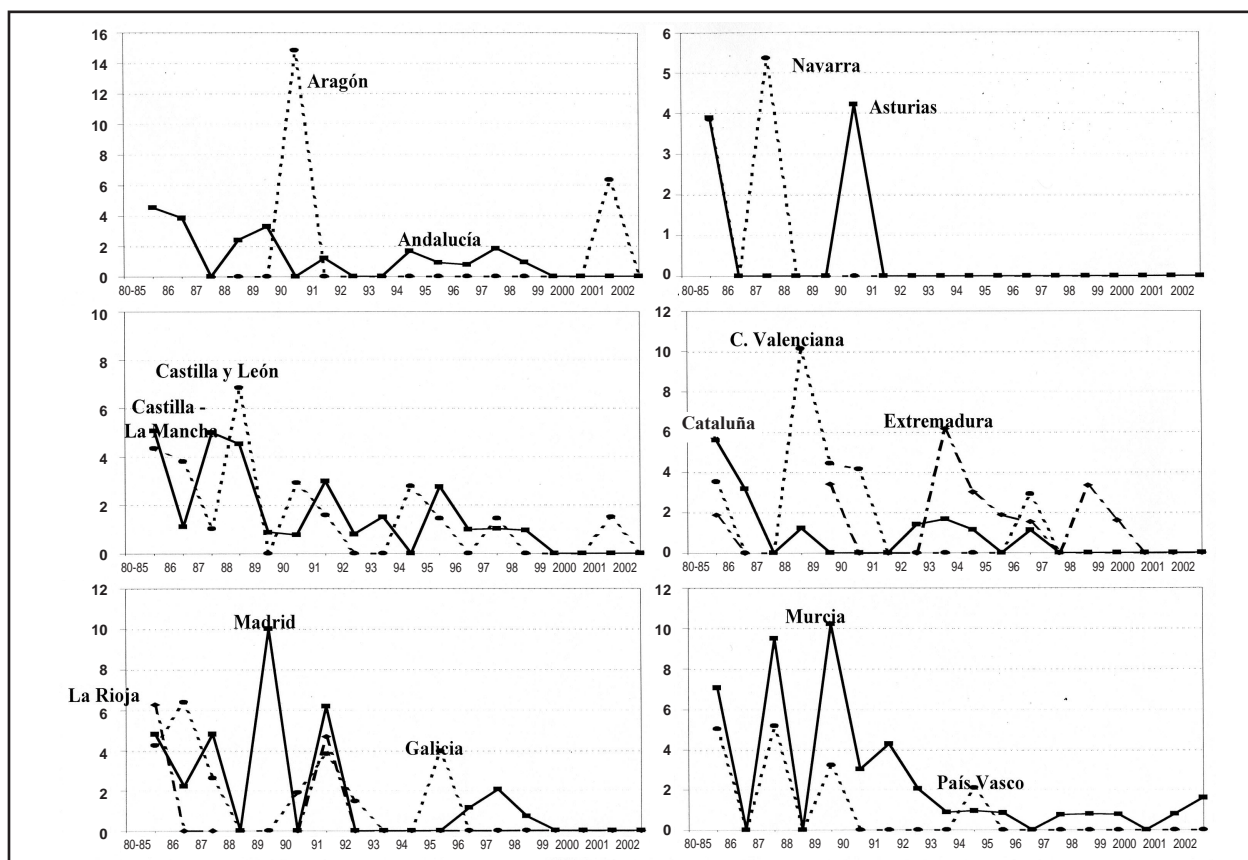 16
14
12
10
8
6
4
2
0
Aragón
Andalucía
80-85 86 87 88 89 90 91 92 93 94 95 96 97 98 99 2000 2001 2002
6
5
4
3
2
1
0
Navarra
Asturias
80-85 86 87 88 89 90 91 92 93 94 95 96 97 98 99 2000 2001 2002
10
8
6
4
2
0
Castilla y León
Castilla -
La Mancha
80-85 86 87 88 89 90 91 92 93 94 95 96 97 98 99 2000 2001 2002
12
10
8
6
4
2
0
C. Valenciana
Cataluña
Extremadura
80-85 86 87 88 89 90 91 92 93 94 95 96 97 98 99 2000 2001 2002
12
10
8
6
4
2
0
Madrid
La Rioja
Galicia
80-85 86 87 88 89 90 91 92 93 94 95 96 97 98 99 2000 2001 2002
12
10
8
6
4
2
0
Murcia
País Vasco
80-85 86 87 88 89 90 91 92 93 94 95 96 97 98 99 2000 2001 2002